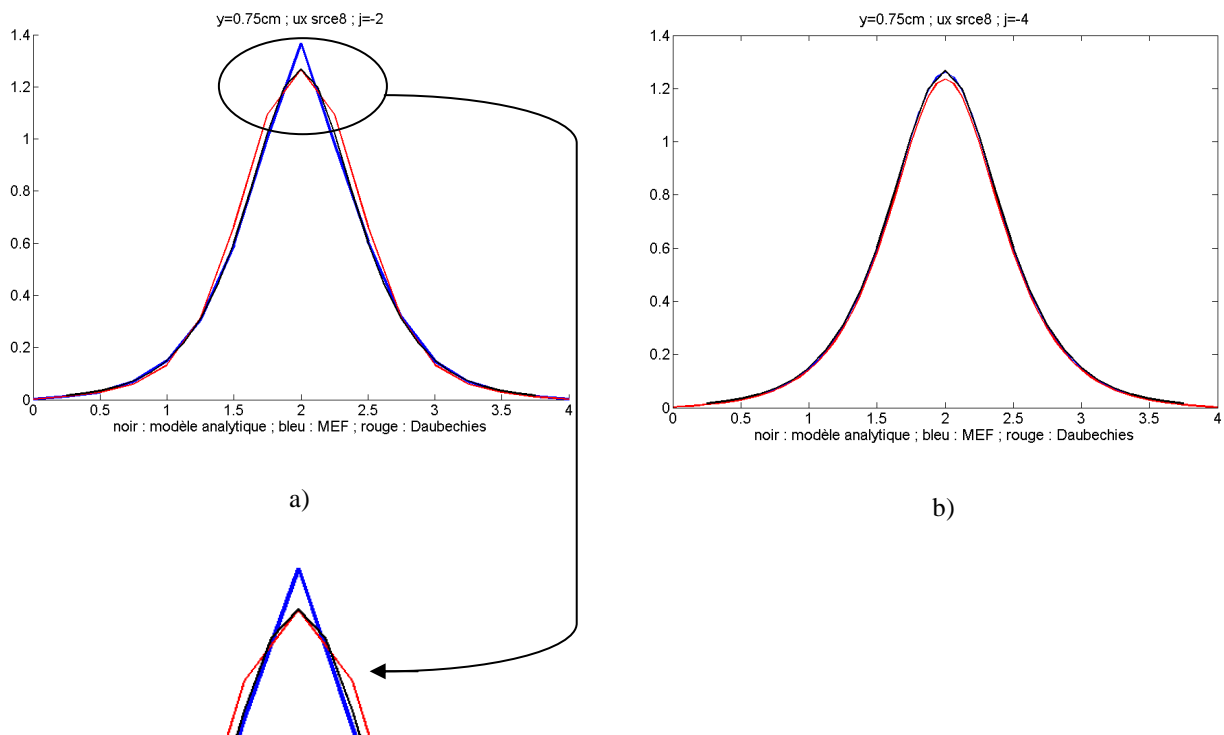 y=0.75cm ; ux srce8 ; j=-2
1.4
1.2
1
0.8
0.6
0.4
0.2
0
0 0.5 1 1.5 2 2.5 3 3.5 4
noir : modèle analytique ; bleu : MEF ; rouge : Daubechies
a)
y=0.75cm ; ux srce8 ; j=-4
1.4
1.2
1
0.8
0.6
0.4
0.2
0
0 0.5 1 1.5 2 2.5 3 3.5 4
noir : modèle analytique ; bleu : MEF ; rouge : Daubechies
b)